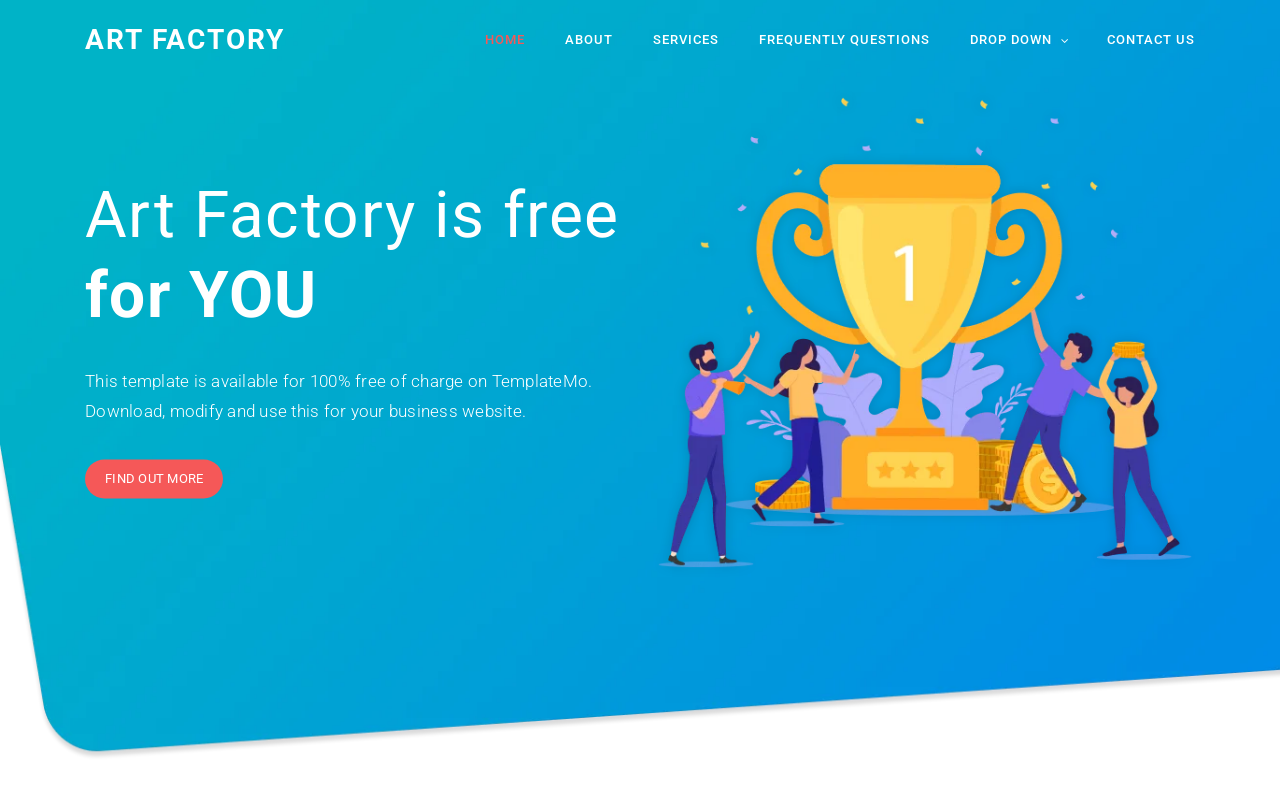 ART FACTORY
HOME
ABOUT
SERVICES
FREQUENTLY QUESTIONS
DROP DOWN
CONTACT US
Art Factory is free
for YOU
This template is available for 100% free of charge on TemplateMo.
Download, modify and use this for your business website.
FIND OUT MORE
1
$